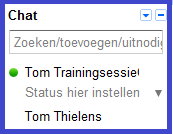 Chat
Zoeken/toevoegen/uitnodig
Tom Trainingssessie
Status hier instellen
Tom Thielens